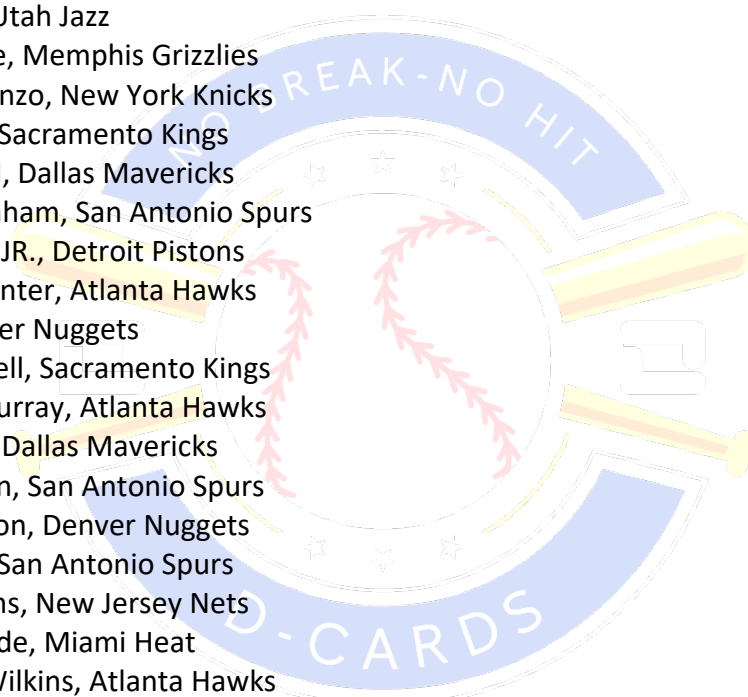 Utah Jazz
e, Memphis Grizzlies
nzo, New York Knicks
Sacramento Kings
, Dallas Mavericks
ham, San Antonio Spurs
JR., Detroit Pistons
nter, Atlanta Hawks
er Nuggets
ell, Sacramento Kings
urray, Atlanta Hawks
Dallas Mavericks
n, San Antonio Spurs
on, Denver Nuggets
San Antonio Spurs
ns, New Jersey Nets
de, Miami Heat
Wilkins, Atlanta Hawks
NO BREAK-NO HIT
D-CARDS